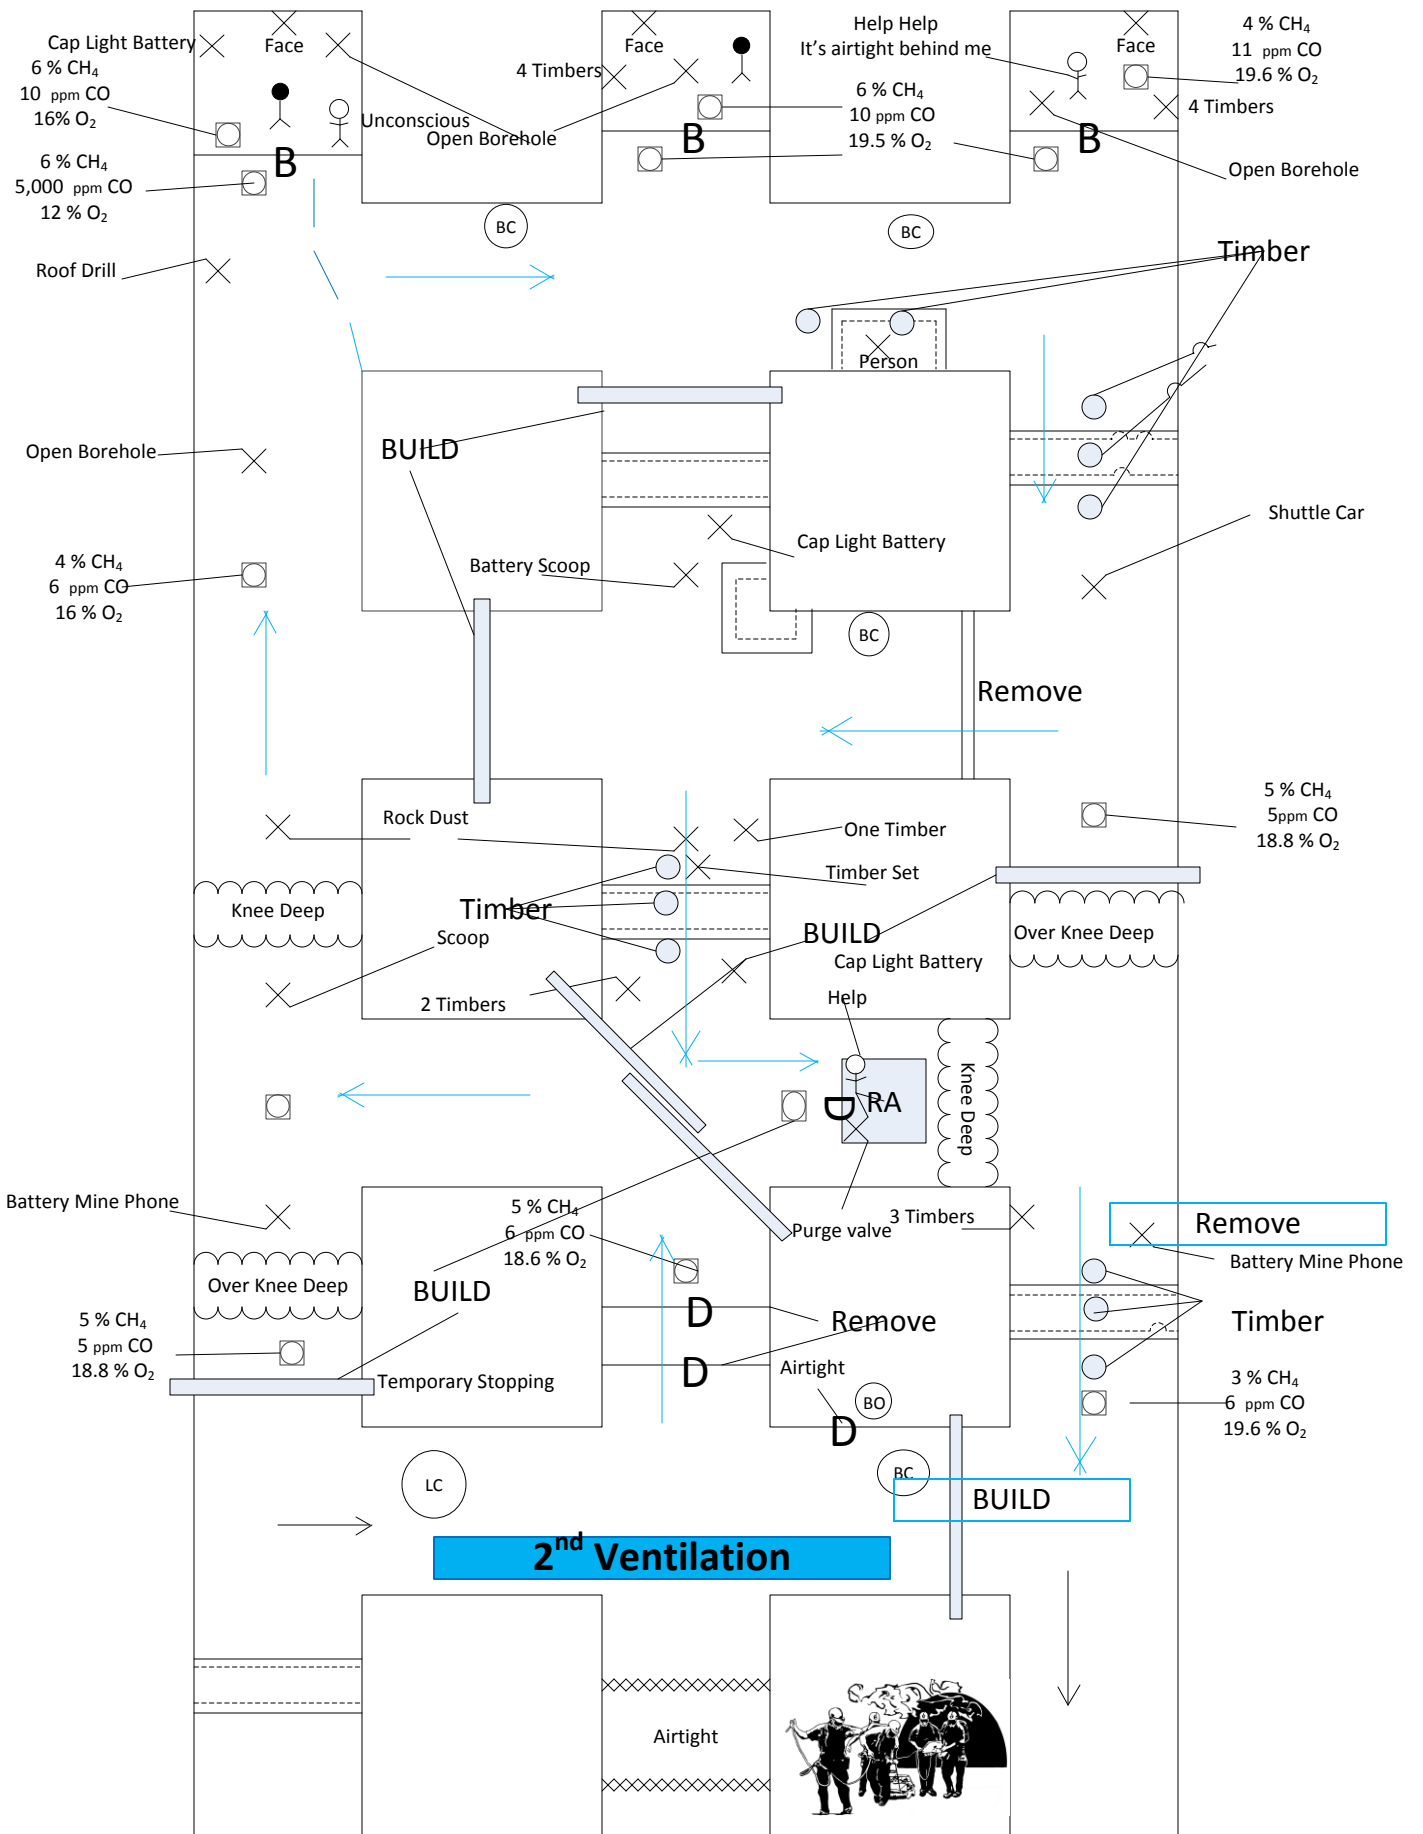 Cap Light Battery
Face
Face
Help Help
It's airtight behind me
Face
4 % CH₄
11 ppm CO
19.6 % O₂
6 % CH₄
10 ppm CO
16% O₂
4 Timbers
6 % CH₄
10 ppm CO
19.5 % O₂
4 Timbers
Unconscious
Open Borehole
B
B
B
6 % CH₄
5,000 ppm CO
12 % O₂
Open Borehole
BC
BC
Roof Drill
Timber
Person
Open Borehole
BUILD
Shuttle Car
Cap Light Battery
Battery Scoop
4 % CH₄
6 ppm CO
16 % O₂
BC
Remove
Rock Dust
One Timber
5 % CH₄
5ppm CO
18.8 % O₂
Timber Set
Knee Deep
Timber
Scoop
BUILD
Over Knee Deep
Cap Light Battery
2 Timbers
Help
Knee Deep
D
RA
Battery Mine Phone
5 % CH₄
6 ppm CO
18.6 % O₂
Purge valve
3 Timbers
Remove
Battery Mine Phone
Over Knee Deep
BUILD
D
Remove
Timber
5 % CH₄
5 ppm CO
18.8 % O₂
D
Airtight
Temporary Stopping
BO
3 % CH₄
6 ppm CO
19.6 % O₂
D
LC
BC
BUILD
2nd Ventilation
Airtight